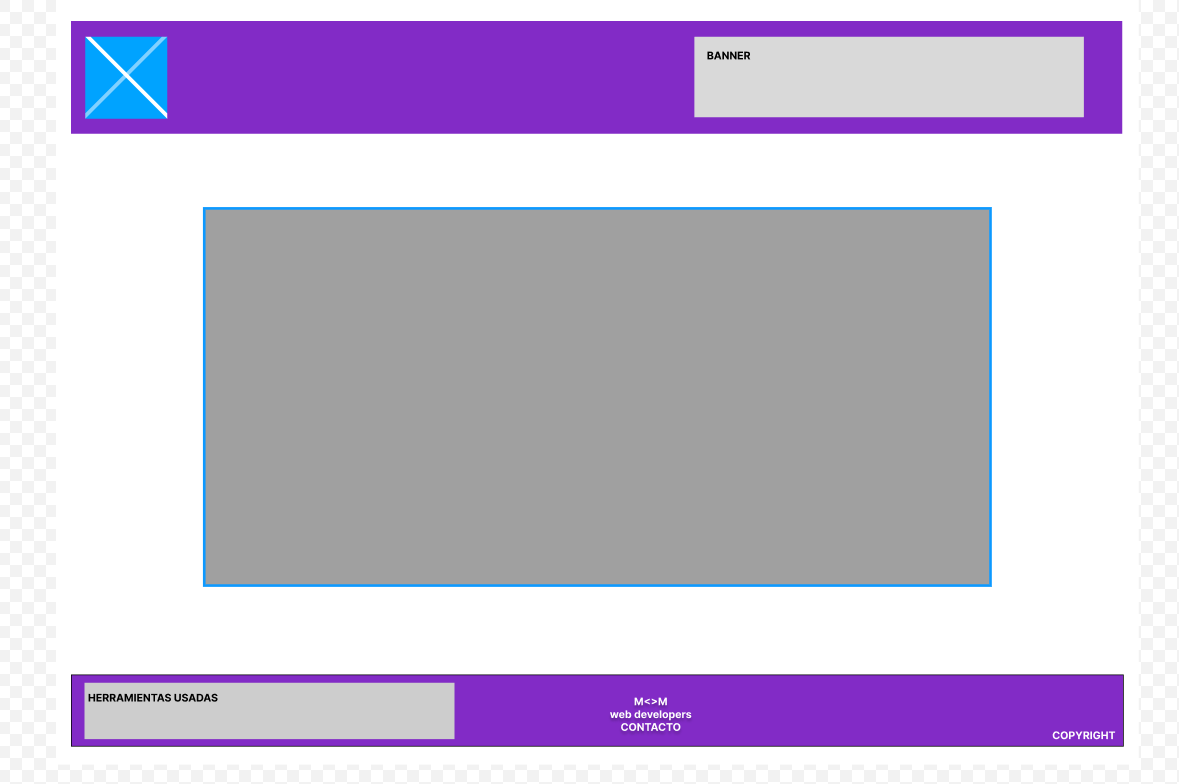 BANNER
HERRAMIENTAS USADAS
M<>M
web developers
CONTACTO
COPYRIGHT